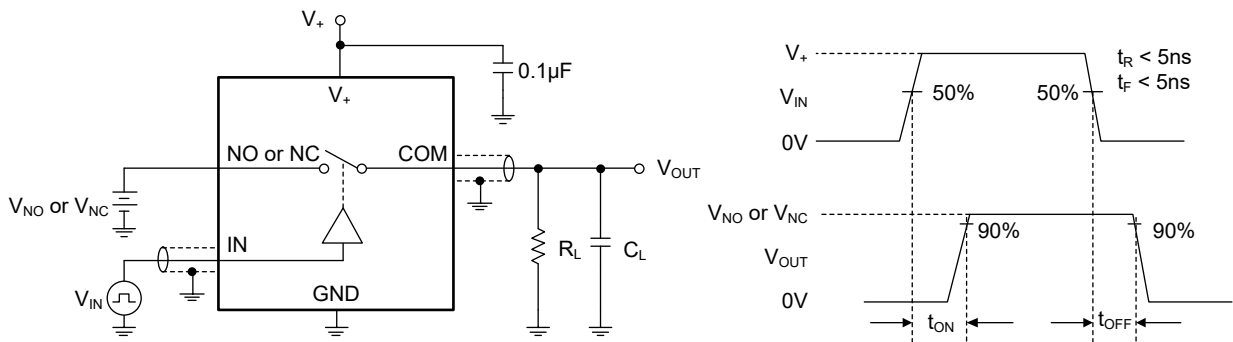 V+
0.1µF
V+
NO or NC
COM
VOUT
VNO or VNC
IN
RL
CL
VIN
GND
V+
tR < 5ns
tF < 5ns
VIN
50%
50%
0V
VNO or VNC
90%
90%
VOUT
0V
tON
tOFF